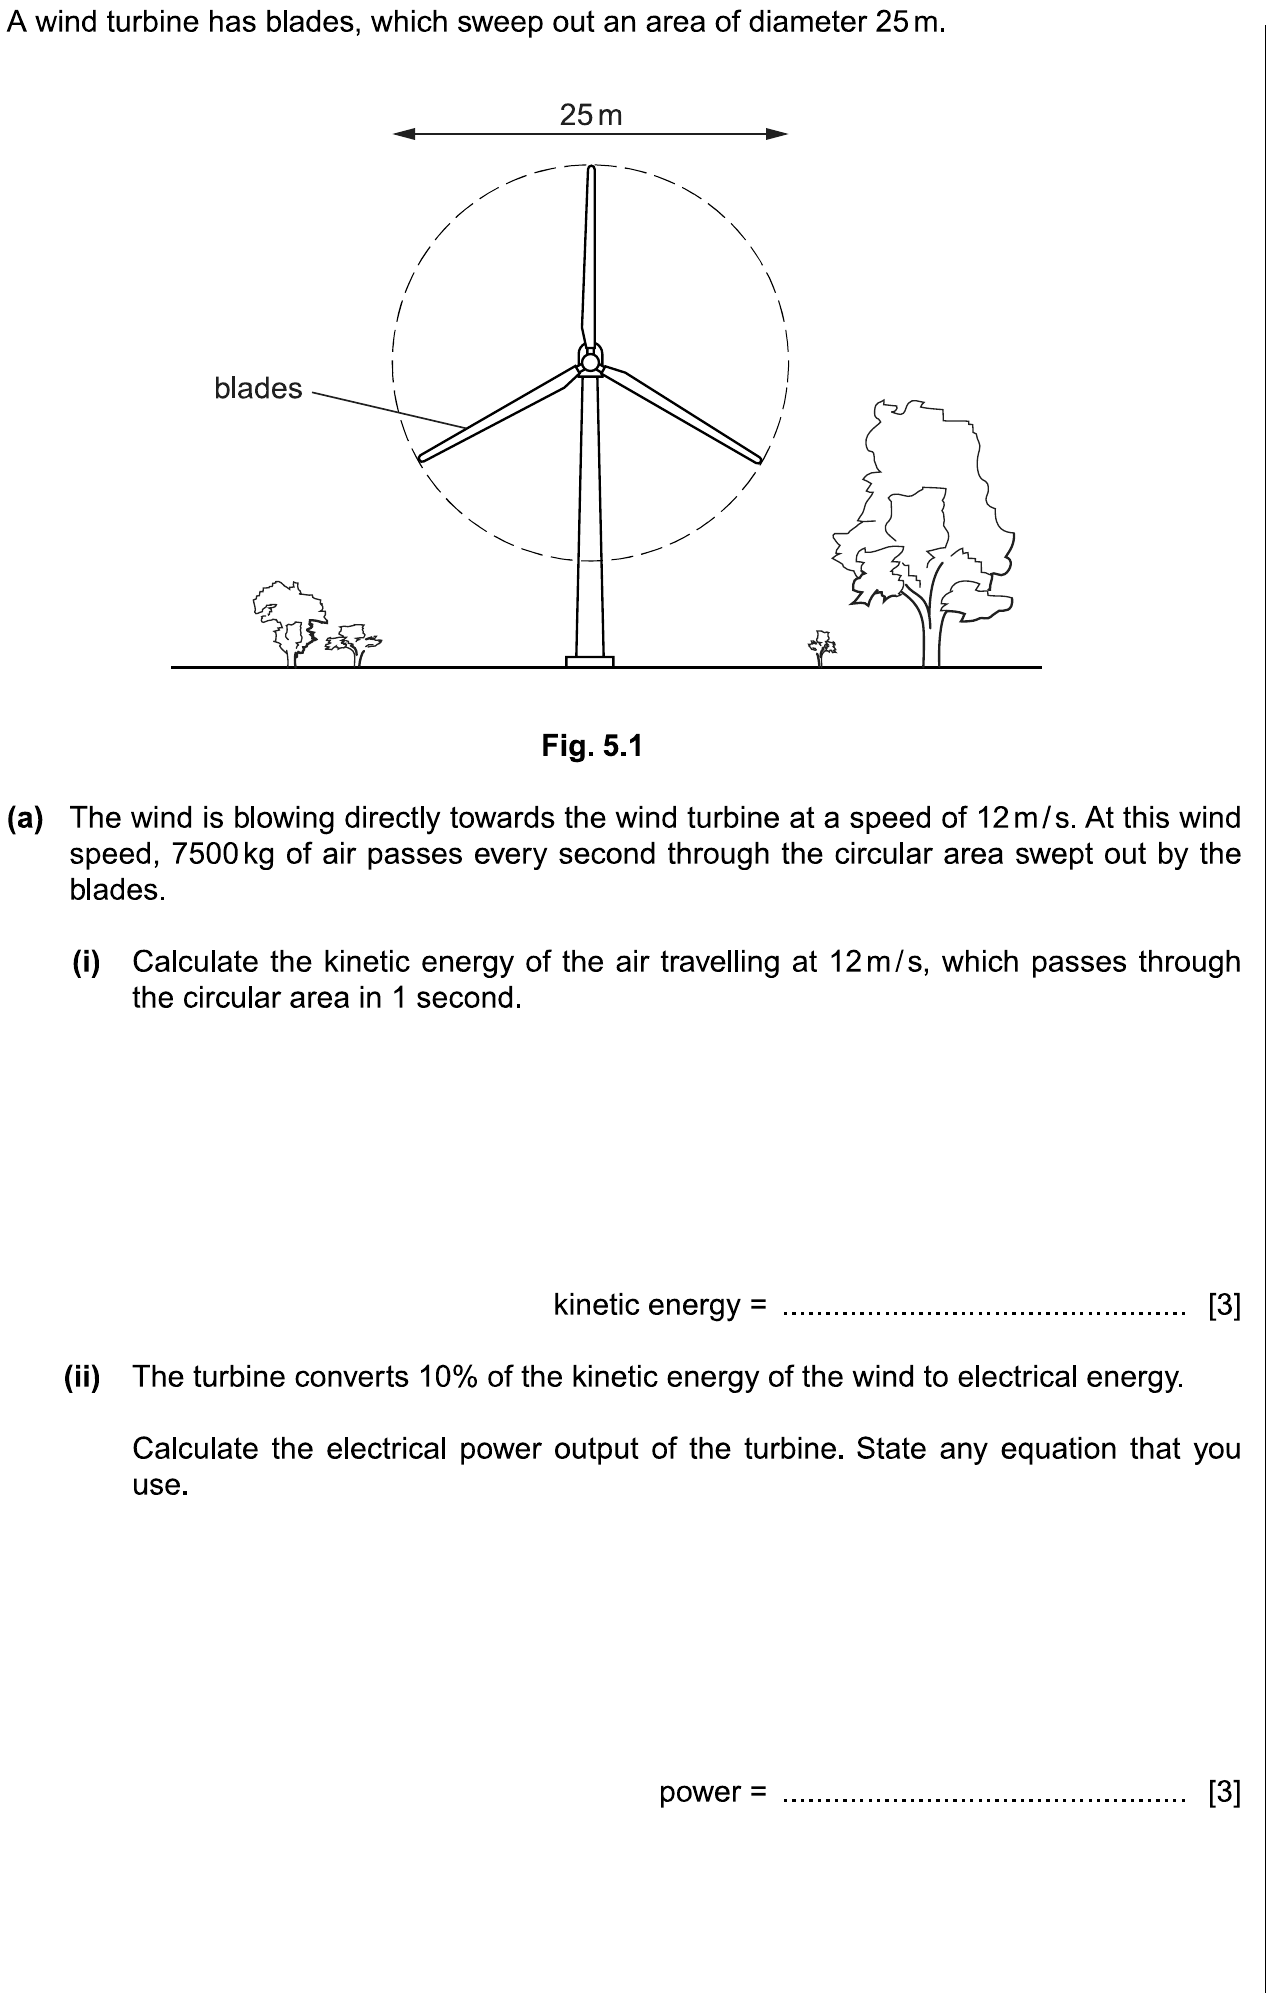 A wind turbine has blades, which sweep out an area of diameter 25 m.
25 m
blades
Fig. 5.1
(a) The wind is blowing directly towards the wind turbine at a speed of 12 m / s. At this wind
speed, 7500 kg of air passes every second through the circular area swept out by the
blades.
(i) Calculate the kinetic energy of the air travelling at 12 m / s, which passes through
the circular area in 1 second.
kinetic energy = ................................................ [3]
(ii) The turbine converts 10% of the kinetic energy of the wind to electrical energy.
Calculate the electrical power output of the turbine. State any equation that you
use.
power = ................................................ [3]